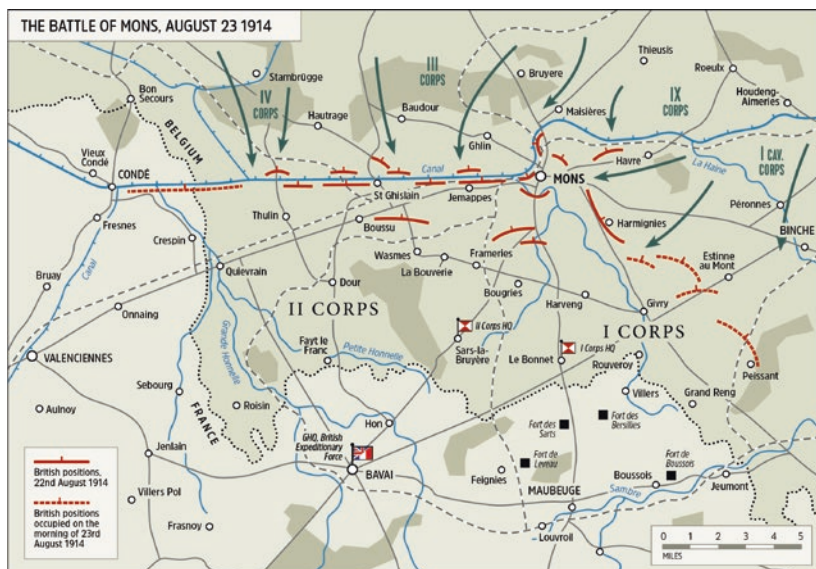 THE BATTLE OF MONS, AUGUST 23 1914
Stambrügge
III
CORPS
Bruyere
Thieusis
Roeulx
Houdeng-
Aimeries
Bon
Secours
BELGIUM
IV
CORPS
Hautrage
Baudour
Ghlin
Maisières
IX
CORPS
Vieux
Condé
CONDÉ
Canal
St Ghislain
Jemappes
MONS
Havre
La Haine
I CAV.
CORPS
Péronnes
BINCHE
Fresnes
Crespin
Thulin
Boussu
Harmignies
Canal
Bruay
Quievrain
Wasmes
La Bouverie
Frameries
Estinne
au Mont
Onnaing
Dour
II CORPS
Bougries
Harveng
Givry
VALENCIENNES
Grande Honnelle
Fayt le
Franc
Petite Honnelle
II Corps HQ
Sars-la-
Bruyère
I Corps HQ
Le Bonnet
I CORPS
Rouveroy
Peissant
Aulnoy
Sebourg
FRANCE
Roisin
Hon
Villers
Grand Reng
GHQ, British
Expeditionary
Force
BAVAI
Fort des
Sarts
Fort des
Bersillies
Fort de
Leveau
Fort de
Boussois
Jenlain
Feignies
MAUBEUGE
Boussois
Jeumont
Villers Pol
Frasnoy
Sambre
Louvroil
British positions,
22nd August 1914
British positions
occupied on the
morning of 23rd
August 1914
0 1 2 3 4 5
MILES